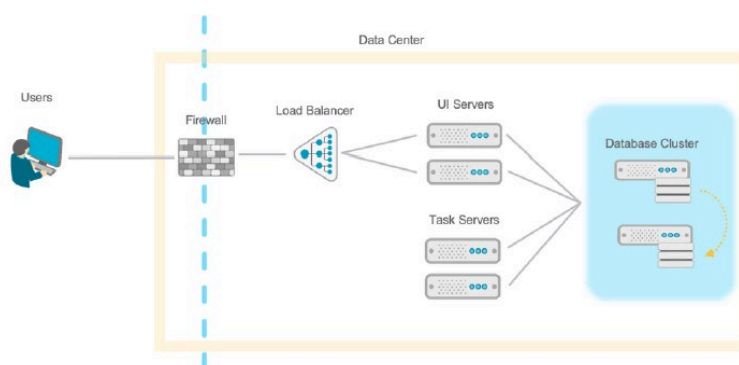 Data Center
Users
Firewall
Load Balancer
UI Servers
Database Cluster
Task Servers